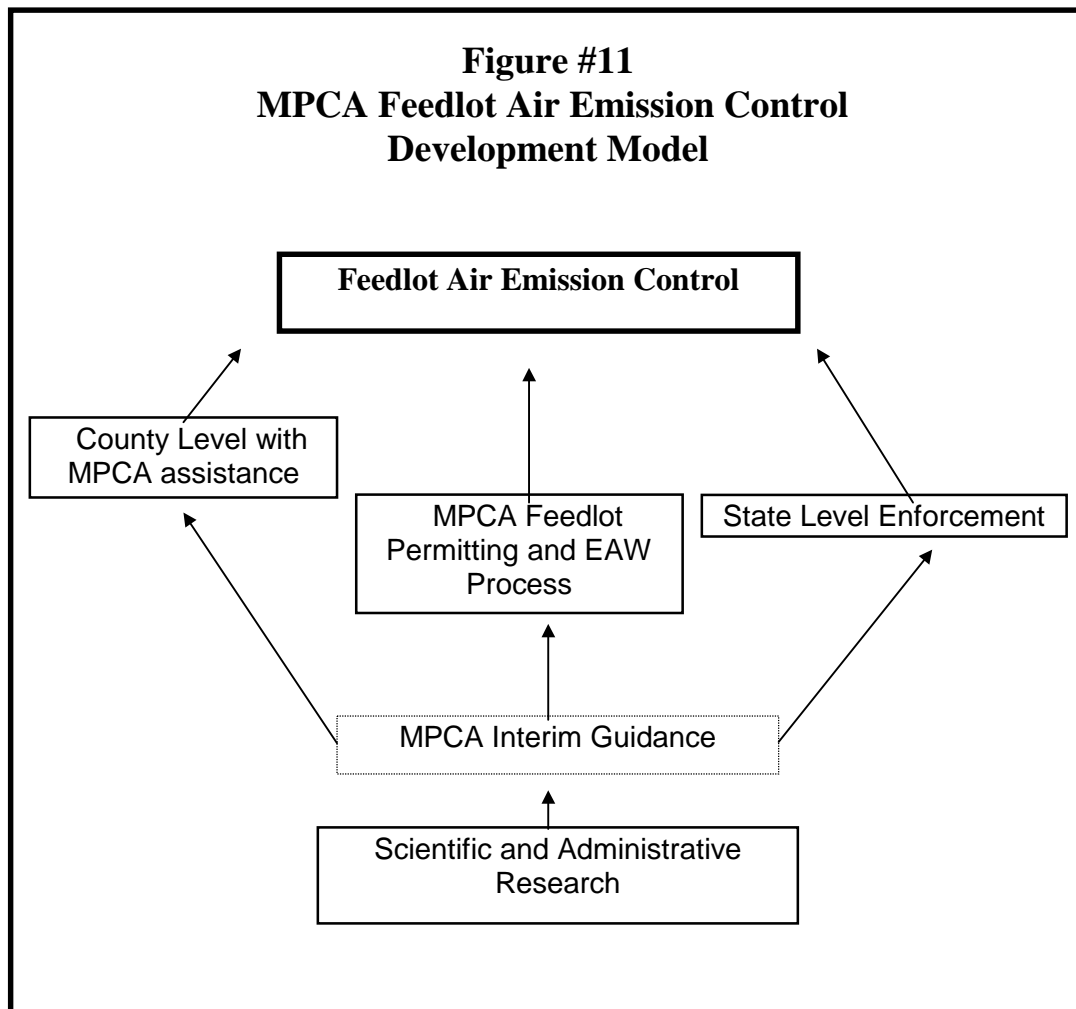 Figure #11
MPCA Feedlot Air Emission Control
Development Model
Feedlot Air Emission Control
County Level with
MPCA assistance
MPCA Feedlot
Permitting and EAW
Process
State Level Enforcement
MPCA Interim Guidance
Scientific and Administrative
Research